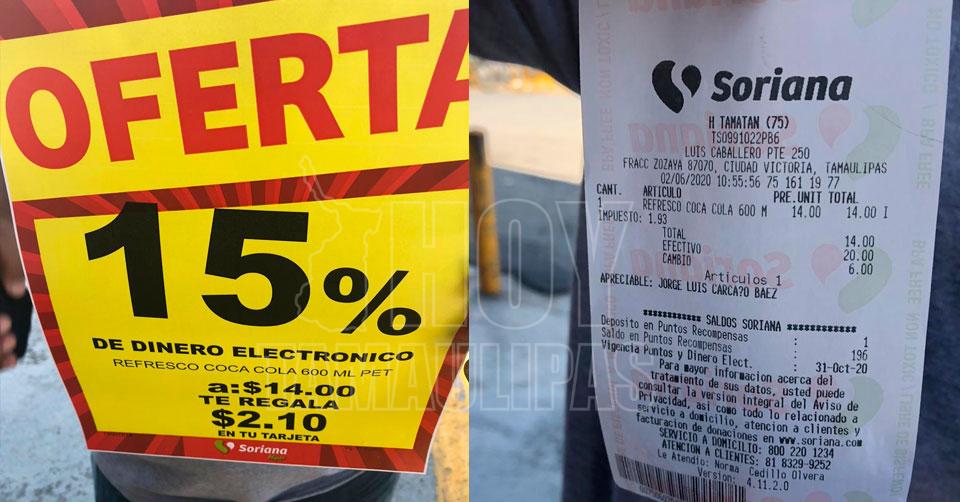 OFERTA
15%
DE DINERO ELECTRONICO
REFRESCO COCA COLA 600 ML PET
a:$14.00
TE REGALA
$2.10
EN TU TARJETA
Soriana
Soriana
H TAMATAN (75)
TSO991022PB6
LUIS CABALLERO PTE 250
FRACC ZOZAYA 87070, CIUDAD VICTORIA, TAMAULIPAS
02/06/2020 10:55:56 75 161 19 77
CANT. ARTICULO PRE.UNIT TOTAL
1 REFRESCO COCA COLA 600 M 14.00 14.00 I
IMPUESTO: 1.93
TOTAL 14.00
EFECTIVO 20.00
CAMBIO 6.00
Artículos 1
APRECIABLE: JORGE LUIS CARCA?O BAEZ
************ SALDOS SORIANA ************
Deposito en Puntos Recompensas : 1
Saldo en Puntos Recompensas : 196
Vigencia Puntos y Dinero Elect. : 31-Oct-20
Para mayor informacion acerca del
tratamiento de sus datos, usted puede
consultar la version integral del Aviso de
Privacidad, asi como todo lo relacionado a
servicio a domicilio, atencion a clientes y
facturacion de donaciones en www.soriana.com
SERVICIO A DOMICILIO: 800 220 1234
ATENCION A CLIENTES: 81 8329-9252
Le Atendio: Norma Cedillo Olvera
Version: 4.11.2.0
HOY
TAMAULIPAS